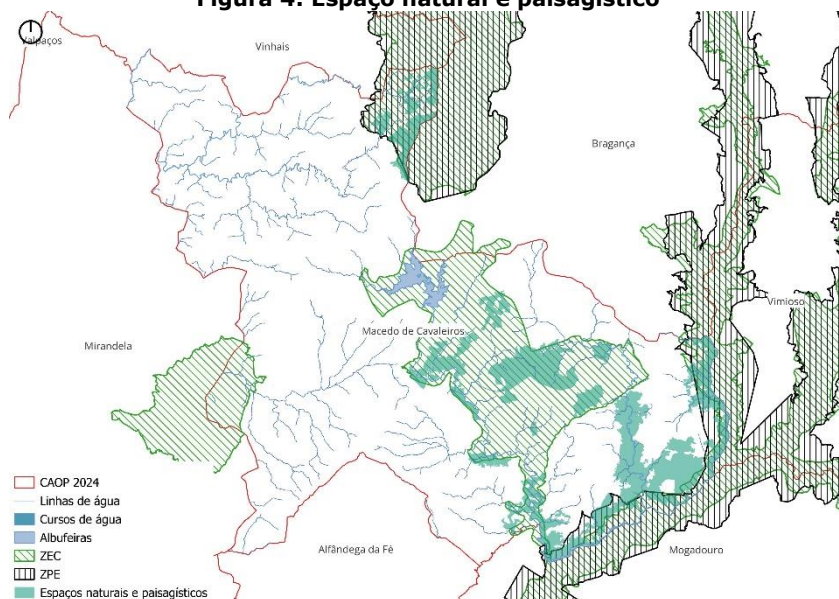 Figura 4. Espaço natural e paisagístico
Valpaços
Vinhais
Bragança
Vimioso
Macedo de Cavaleiros
Mirandela
Alfândega da Fé
Mogadouro
CAOP 2024
Linhas de água
Cursos de água
Albufeiras
ZEC
ZPE
Espaços naturais e paisagísticos